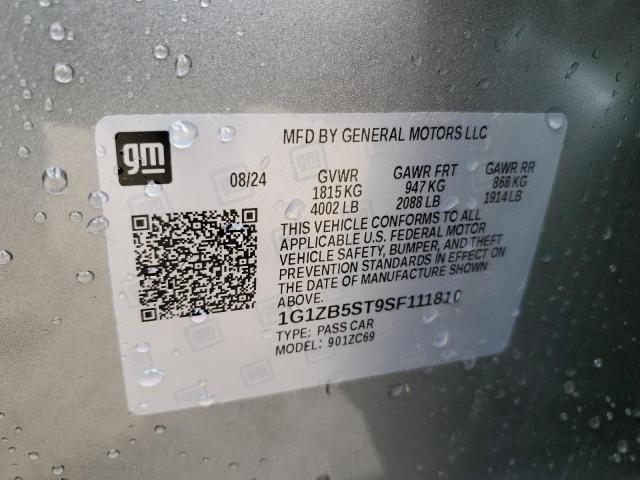 gm
MFD BY GENERAL MOTORS LLC
08/24 GVWR GAWR FRT GAWR RR
1815 KG 947 KG 868 KG
4002 LB 2088 LB 1914 LB
THIS VEHICLE CONFORMS TO ALL
APPLICABLE U.S. FEDERAL MOTOR
VEHICLE SAFETY, BUMPER, AND THEFT
PREVENTION STANDARDS IN EFFECT ON
THE DATE OF MANUFACTURE SHOWN
ABOVE.
1G1ZB5ST9SF111810
TYPE: PASS CAR
MODEL: 901ZC69